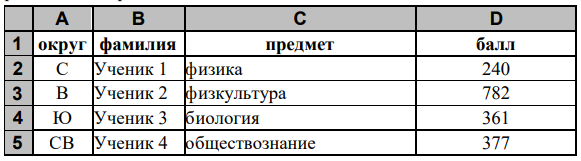 A B C D
1 округ фамилия предмет балл
2 С Ученик 1 физика 240
3 В Ученик 2 физкультура 782
4 Ю Ученик 3 биология 361
5 СВ Ученик 4 обществознание 377